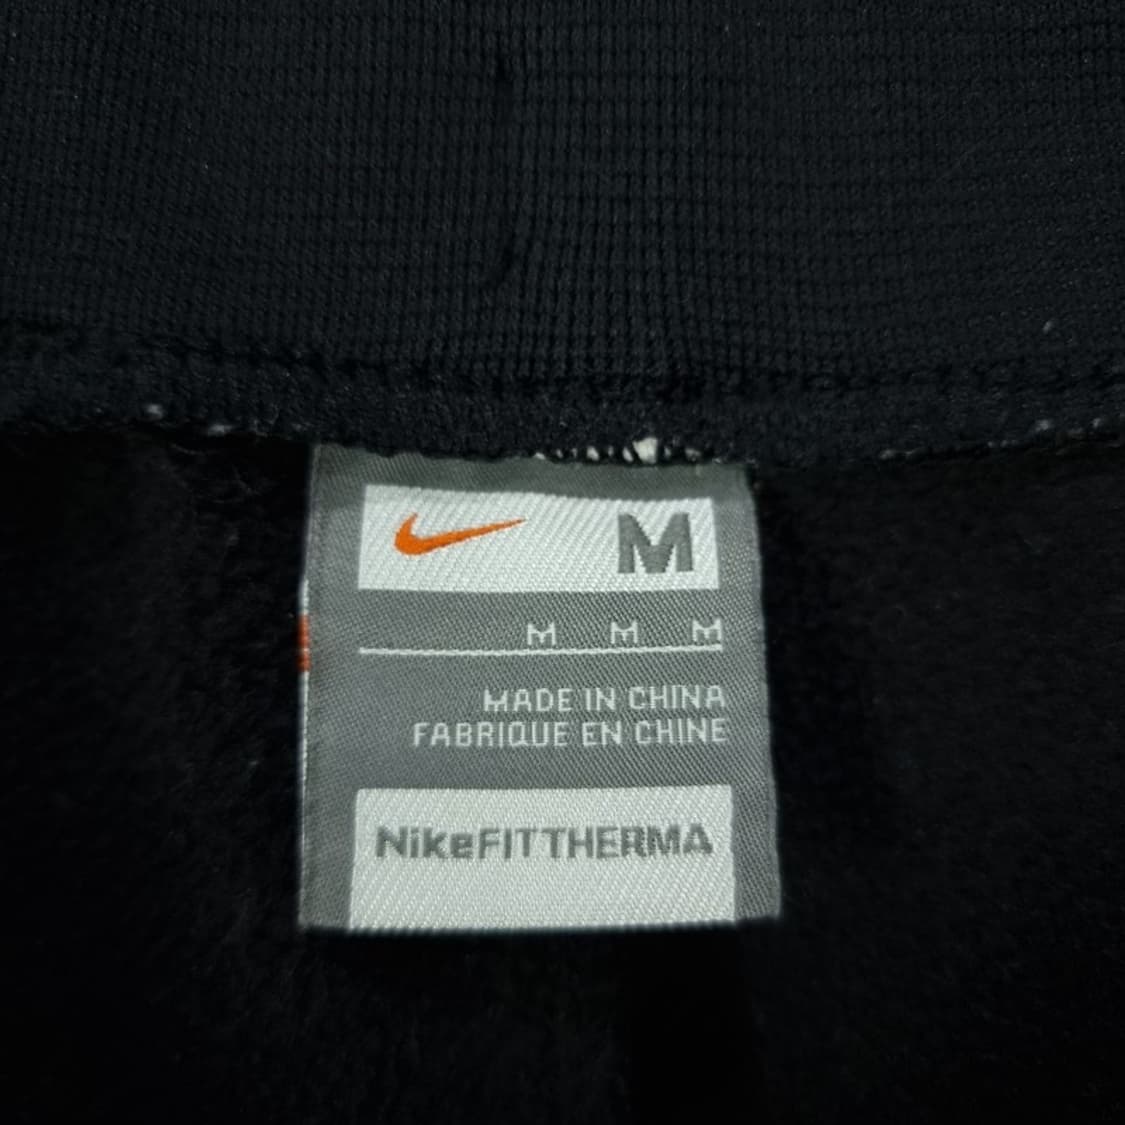 M
M M M
MADE IN CHINA
FABRIQUE EN CHINE
NikeFITTHERMA